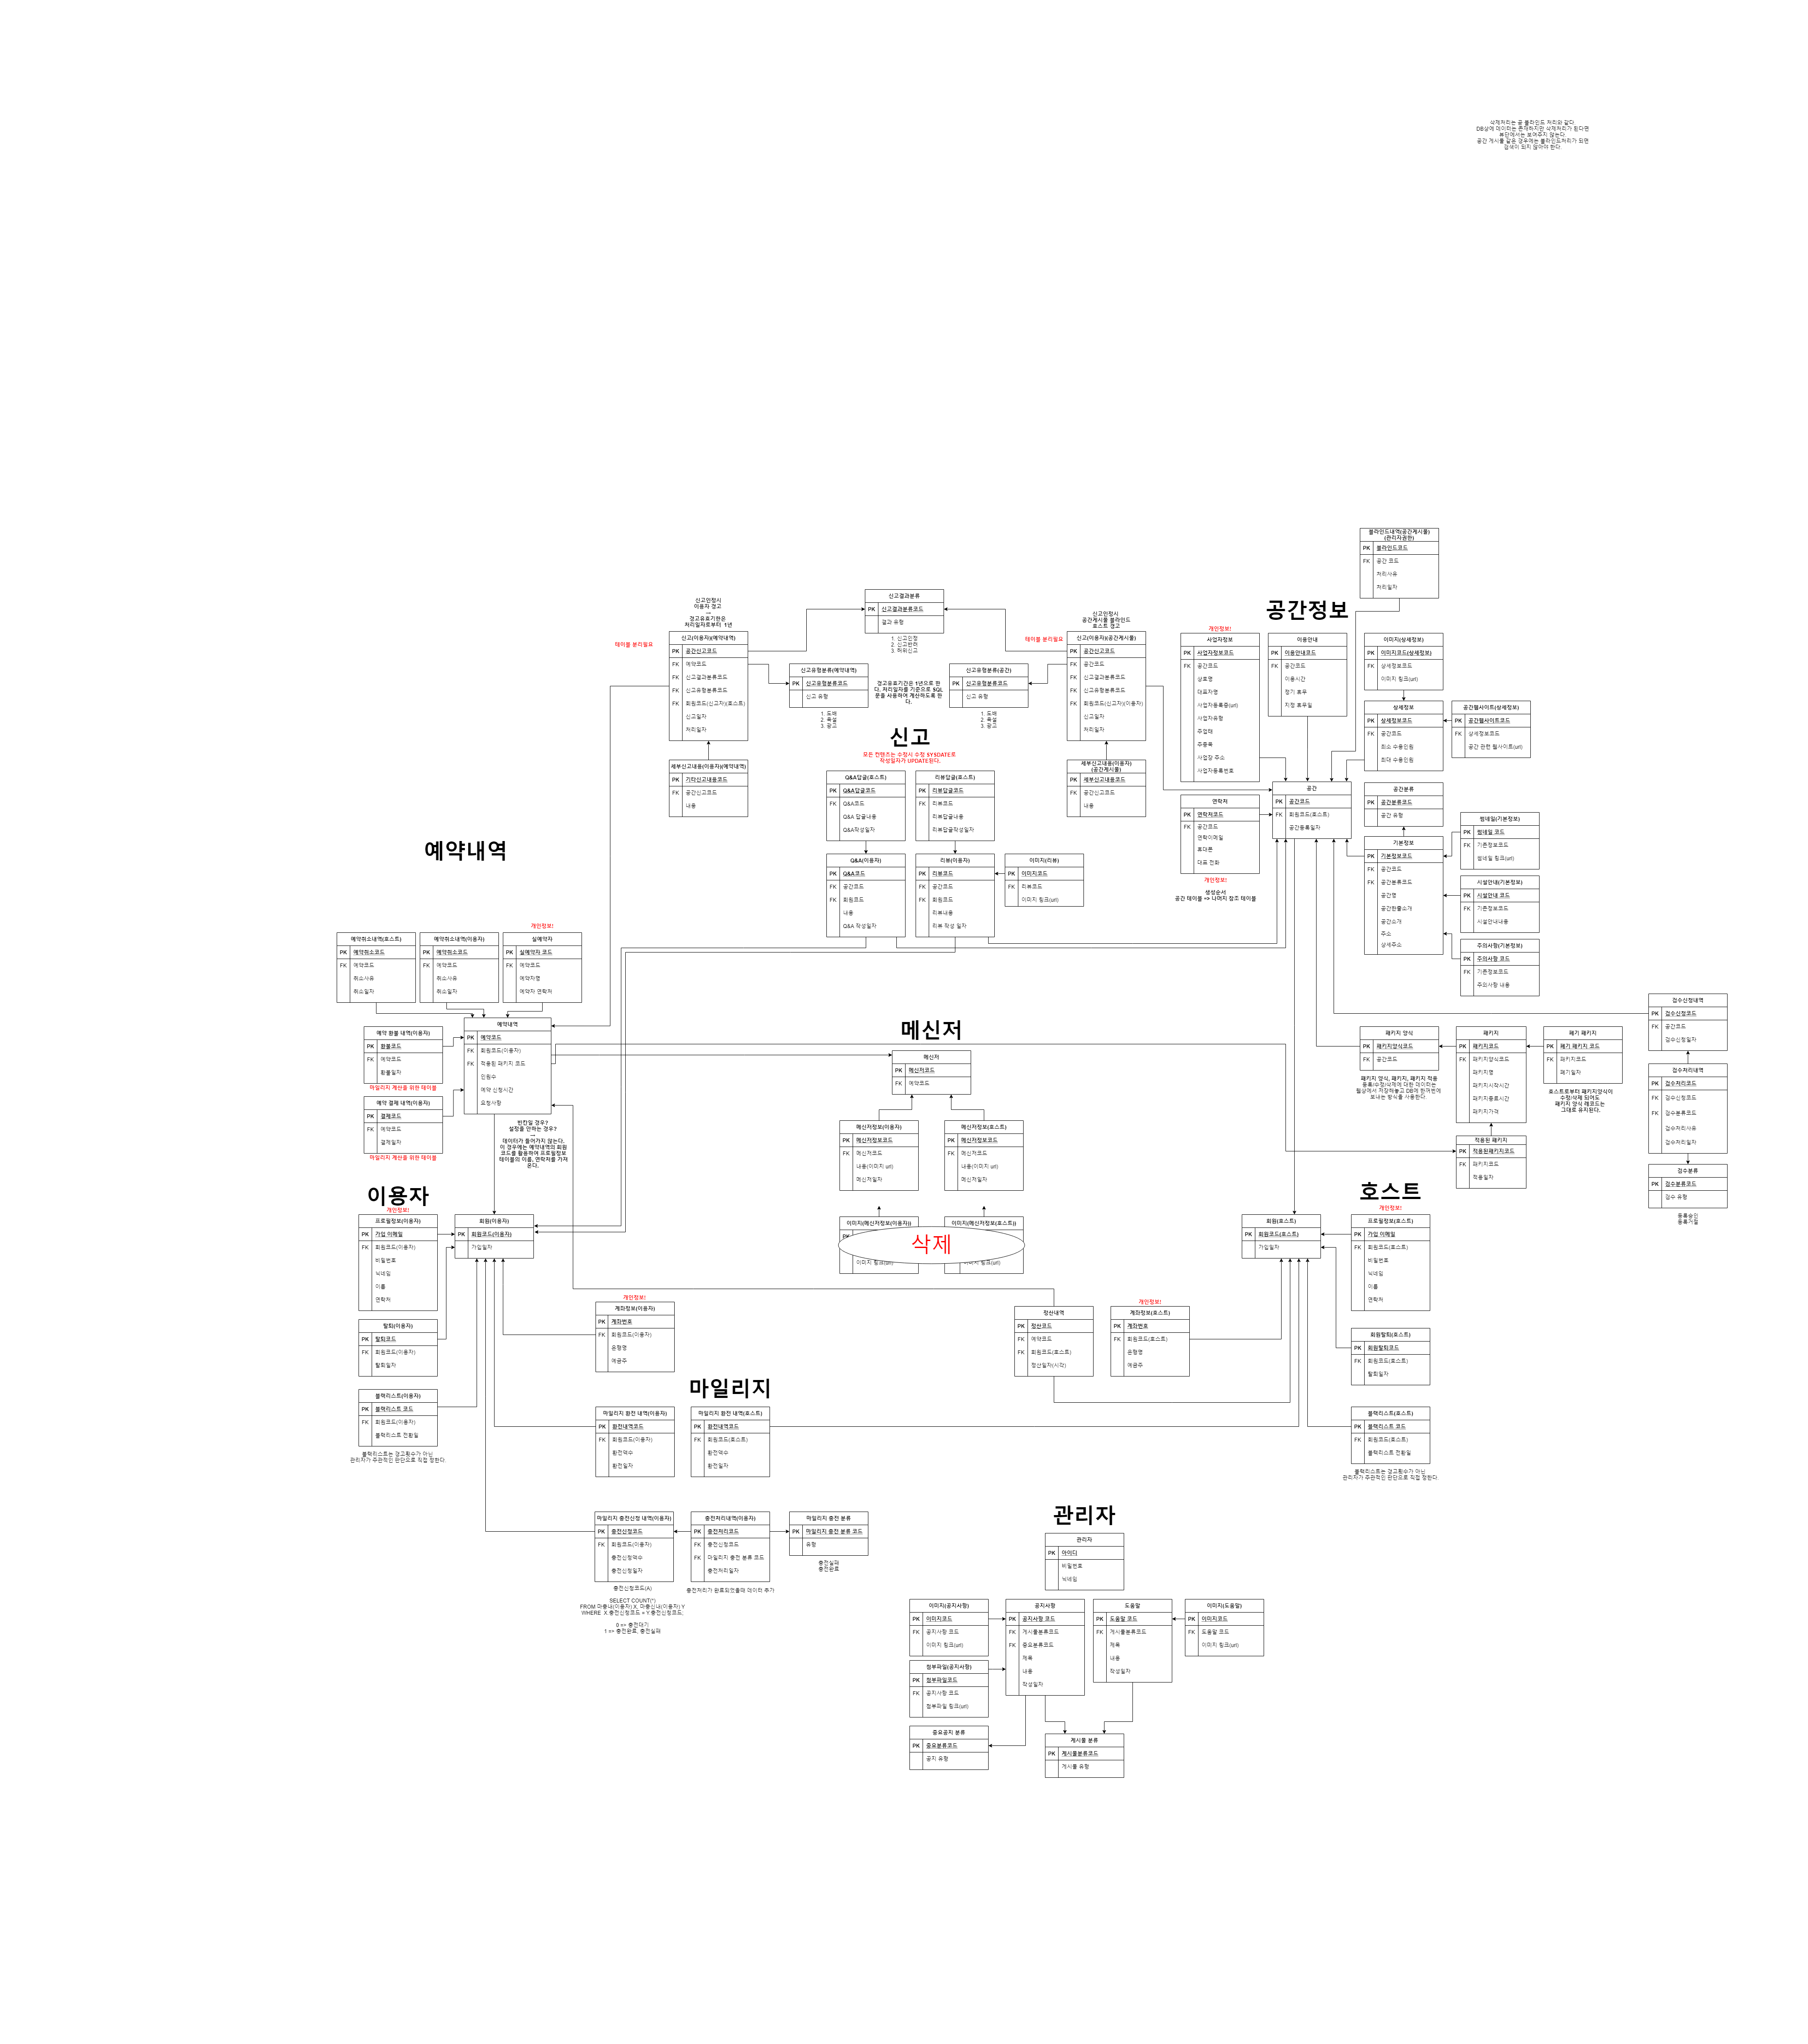 삭제처리는 곧 블라인드 처리와 같다.
DB상에 데이터는 존재하지만 삭제처리가 된다면
뷰단에서는 보여주지 않는다.
공간 게시물 같은 경우에는 블라인드처리가 되면
검색이 되지 않아야 한다.
블라인드내역(공간게시물)
(관리자권한)
PK 블라인드코드
FK 공간 코드
처리사유
처리일자
신고인정시
이용자 경고
→
경고유효기한은
처리일자로부터 1년
테이블 분리필요
신고(이용자)(예약내역)
PK 공간신고코드
FK 예약코드
FK 신고결과분류코드
FK 신고유형분류코드
FK 회원코드(신고자)(호스트)
신고일자
처리일자
세부신고내용(이용자)(예약내역)
PK 기타신고내용코드
FK 공간신고코드
내용
신고결과분류
PK 신고결과분류코드
결과 유형
1. 신고인정
2. 신고반려
3. 허위신고
신고유형분류(예약내역)
PK 신고유형분류코드
신고 유형
1. 도배
2. 욕설
3. 광고
경고유효기간은 1년으로 한
다. 처리일자를 기준으로 SQL
문을 사용하여 계산하도록 한
다.
신고유형분류(공간)
PK 신고유형분류코드
신고 유형
1. 도배
2. 욕설
3. 광고
신고인정시
공간게시물 블라인드
호스트 경고
테이블 분리필요
신고(이용자)(공간게시물)
PK 공간신고코드
FK 공간코드
FK 신고결과분류코드
FK 신고유형분류코드
FK 회원코드(신고자)(이용자)
신고일자
처리일자
세부신고내용(이용자)
(공간게시물)
PK 세부신고내용코드
FK 공간신고코드
내용
신고
모든 컨텐츠는 수정시 수정 SYSDATE로
작성일자가 UPDATE된다.
Q&A답글(호스트)
PK Q&A답글코드
FK Q&A코드
Q&A 답글내용
Q&A작성일자
리뷰답글(호스트)
PK 리뷰답글코드
FK 리뷰코드
리뷰답글내용
리뷰답글작성일자
Q&A(이용자)
PK Q&A코드
FK 공간코드
FK 회원코드
내용
Q&A 작성일자
리뷰(이용자)
PK 리뷰코드
FK 공간코드
FK 회원코드
리뷰내용
리뷰 작성 일자
이미지(리뷰)
PK 이미지코드
FK 리뷰코드
이미지 링크(url)
공간정보
개인정보!
사업자정보
PK 사업자정보코드
FK 공간코드
상호명
대표자명
사업자등록증(url)
사업자유형
주업태
주종목
사업장 주소
사업자등록번호
이용안내
PK 이용안내코드
FK 공간코드
이용시간
정기 휴무
지정 휴무일
이미지(상세정보)
PK 이미지코드(상세정보)
FK 상세정보코드
이미지 링크(url)
상세정보
PK 상세정보코드
FK 공간코드
최소 수용인원
최대 수용인원
공간웹사이트(상세정보)
PK 공간웹사이트코드
FK 상세정보코드
공간 관련 웹사이트(url)
공간
PK 공간코드
FK 회원코드(호스트)
공간등록일자
연락처
PK 연락처코드
FK 공간코드
연락이메일
휴대폰
대표 전화
개인정보!
생성순서
공간 테이블 => 나머지 참조 테이블
공간분류
PK 공간분류코드
공간 유형
기본정보
PK 기본정보코드
FK 공간코드
FK 공간분류코드
공간명
공간한줄소개
공간소개
주소
상세주소
썸네일(기본정보)
PK 썸네일 코드
FK 기존정보코드
썸네일 링크(url)
시설안내(기본정보)
PK 시설안내 코드
FK 기존정보코드
시설안내내용
주의사항(기본정보)
PK 주의사항 코드
FK 기존정보코드
주의사항 내용
예약내역
예약취소내역(호스트)
PK 예약취소코드
FK 예약코드
취소사유
취소일자
예약취소내역(이용자)
PK 예약취소코드
FK 예약코드
취소사유
취소일자
개인정보!
실예약자
PK 실예약자 코드
FK 예약코드
예약자명
예약자 연락처
예약내역
PK 예약코드
FK 회원코드(이용자)
FK 적용된 패키지 코드
인원수
예약 신청시간
요청사항
예약 환불 내역(이용자)
PK 환불코드
FK 예약코드
환불일자
마일리지 계산을 위한 테이블
예약 결제 내역(이용자)
PK 결제코드
FK 예약코드
결제일자
마일리지 계산을 위한 테이블
빈칸일 경우?
설정을 안하는 경우?
→
데이터가 들어가지 않는다.
이 경우에는 예약내역의 회원
코드를 활용하여 프로필정보
테이블의 이름, 연락처를 가져
온다.
메신저
메신저
PK 메신저코드
FK 예약코드
메신저정보(이용자)
PK 메신저정보코드
FK 메신저코드
내용(이미지 url)
메신저일자
메신저정보(호스트)
PK 메신저정보코드
FK 메신저코드
내용(이미지 url)
메신저일자
이미지(메신저정보(이용자))
이미지(메신저정보(호스트))
삭제
이미지 링크(url)
이미지 링크(url)
패키지 양식
PK 패키지양식코드
FK 공간코드
패키지 양식, 패키지, 패키지 적용
등록/수정/삭제에 대한 데이터는
웹상에서 저장해놓고 DB에 한꺼번에
보내는 방식을 사용한다.
패키지
PK 패키지코드
FK 패키지양식코드
패키지명
패키지시작시간
패키지종료시간
패키지가격
폐기 패키지
PK 폐기 패키지 코드
FK 패키지코드
폐기일자
호스트로부터 패키지양식이
수정/삭제 되어도
패키지 양식 레코드는
그대로 유지된다.
적용된 패키지
PK 적용된패키지코드
FK 패키지코드
적용일자
검수신청내역
PK 검수신청코드
FK 공간코드
검수신청일자
검수처리내역
PK 검수처리코드
FK 검수신청코드
FK 검수분류코드
검수처리사유
검수처리일자
검수분류
PK 검수분류코드
검수 유형
등록승인
등록거절
이용자
개인정보!
프로필정보(이용자)
PK 가입 이메일
FK 회원코드(이용자)
비밀번호
닉네임
이름
연락처
회원(이용자)
PK 회원코드(이용자)
가입일자
탈퇴(이용자)
PK 탈퇴코드
FK 회원코드(이용자)
탈퇴일자
블랙리스트(이용자)
PK 블랙리스트 코드
FK 회원코드(이용자)
블랙리스트 전환일
블랙리스트는 경고횟수가 아닌
관리자가 주관적인 판단으로 직접 정한다.
호스트
개인정보!
회원(호스트)
PK 회원코드(호스트)
가입일자
프로필정보(호스트)
PK 가입 이메일
FK 회원코드(호스트)
비밀번호
닉네임
이름
연락처
회원탈퇴(호스트)
PK 회원탈퇴코드
FK 회원코드(호스트)
탈퇴일자
블랙리스트(호스트)
PK 블랙리스트 코드
FK 회원코드(호스트)
블랙리스트 전환일
블랙리스트는 경고횟수가 아닌
관리자가 주관적인 판단으로 직접 정한다.
개인정보!
계좌정보(이용자)
PK 계좌번호
FK 회원코드(이용자)
은행명
예금주
정산내역
PK 정산코드
FK 예약코드
FK 회원코드(호스트)
정산일자(시각)
개인정보!
계좌정보(호스트)
PK 계좌번호
FK 회원코드(호스트)
은행명
예금주
마일리지
마일리지 환전 내역(이용자)
PK 환전내역코드
FK 회원코드(이용자)
환전액수
환전일자
마일리지 환전 내역(호스트)
PK 환전내역코드
FK 회원코드(호스트)
환전액수
환전일자
마일리지 충전신청 내역(이용자)
PK 충전신청코드
FK 회원코드(이용자)
충전신청액수
충전신청일자
충전신청코드(A)
SELECT COUNT(*)
FROM 마충내(이용자) X, 마충신내(이용자) Y
WHERE X.충전신청코드 = Y.충전신청코드;
0 => 충전대기
1 => 충전완료, 충전실패
충전처리내역(이용자)
PK 충전처리코드
FK 충전신청코드
FK 마일리지 충전 분류 코드
충전처리일자
충전처리가 완료되었을때 데이터 추가
마일리지 충전 분류
PK 마일리지 충전 분류 코드
유형
충전실패
충전완료
관리자
관리자
PK 아이디
비밀번호
닉네임
이미지(공지사항)
PK 이미지코드
FK 공지사항 코드
이미지 링크(url)
첨부파일(공지사항)
PK 첨부파일코드
FK 공지사항 코드
첨부파일 링크(url)
중요공지 분류
PK 중요분류코드
공지 유형
공지사항
PK 공지사항 코드
FK 게시물분류코드
FK 중요분류코드
제목
내용
작성일자
도움말
PK 도움말 코드
FK 게시물분류코드
제목
내용
작성일자
이미지(도움말)
PK 이미지코드
FK 도움말 코드
이미지 링크(url)
게시물 분류
PK 게시물분류코드
게시물 유형